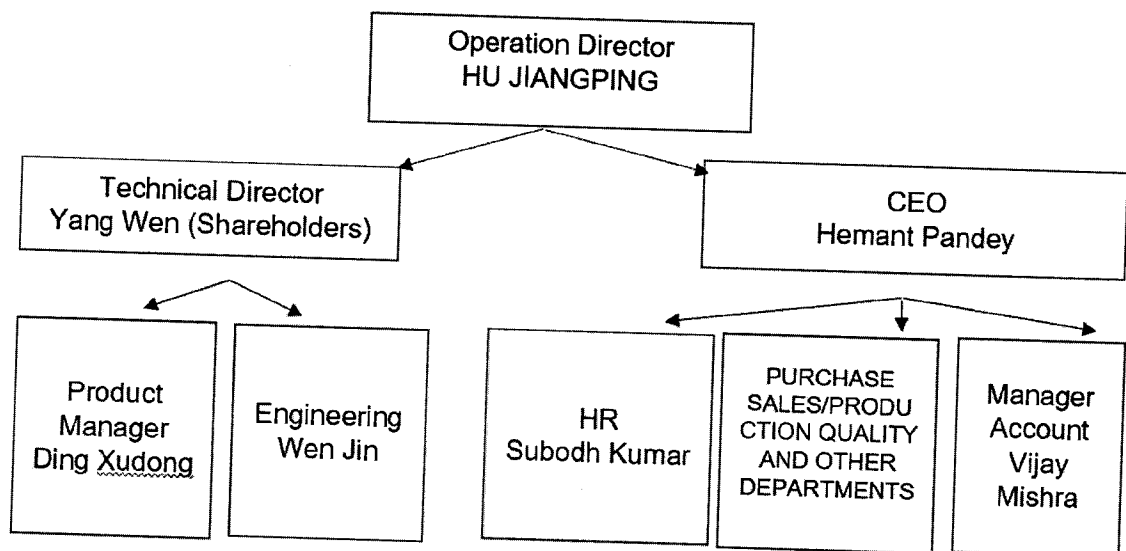 Operation Director
HU JIANGPING
Technical Director
Yang Wen (Shareholders)
CEO
Hemant Pandey
Product
Manager
Ding Xudong
Engineering
Wen Jin
HR
Subodh Kumar
PURCHASE
SALES/PRODU
CTION QUALITY
AND OTHER
DEPARTMENTS
Manager
Account
Vijay
Mishra